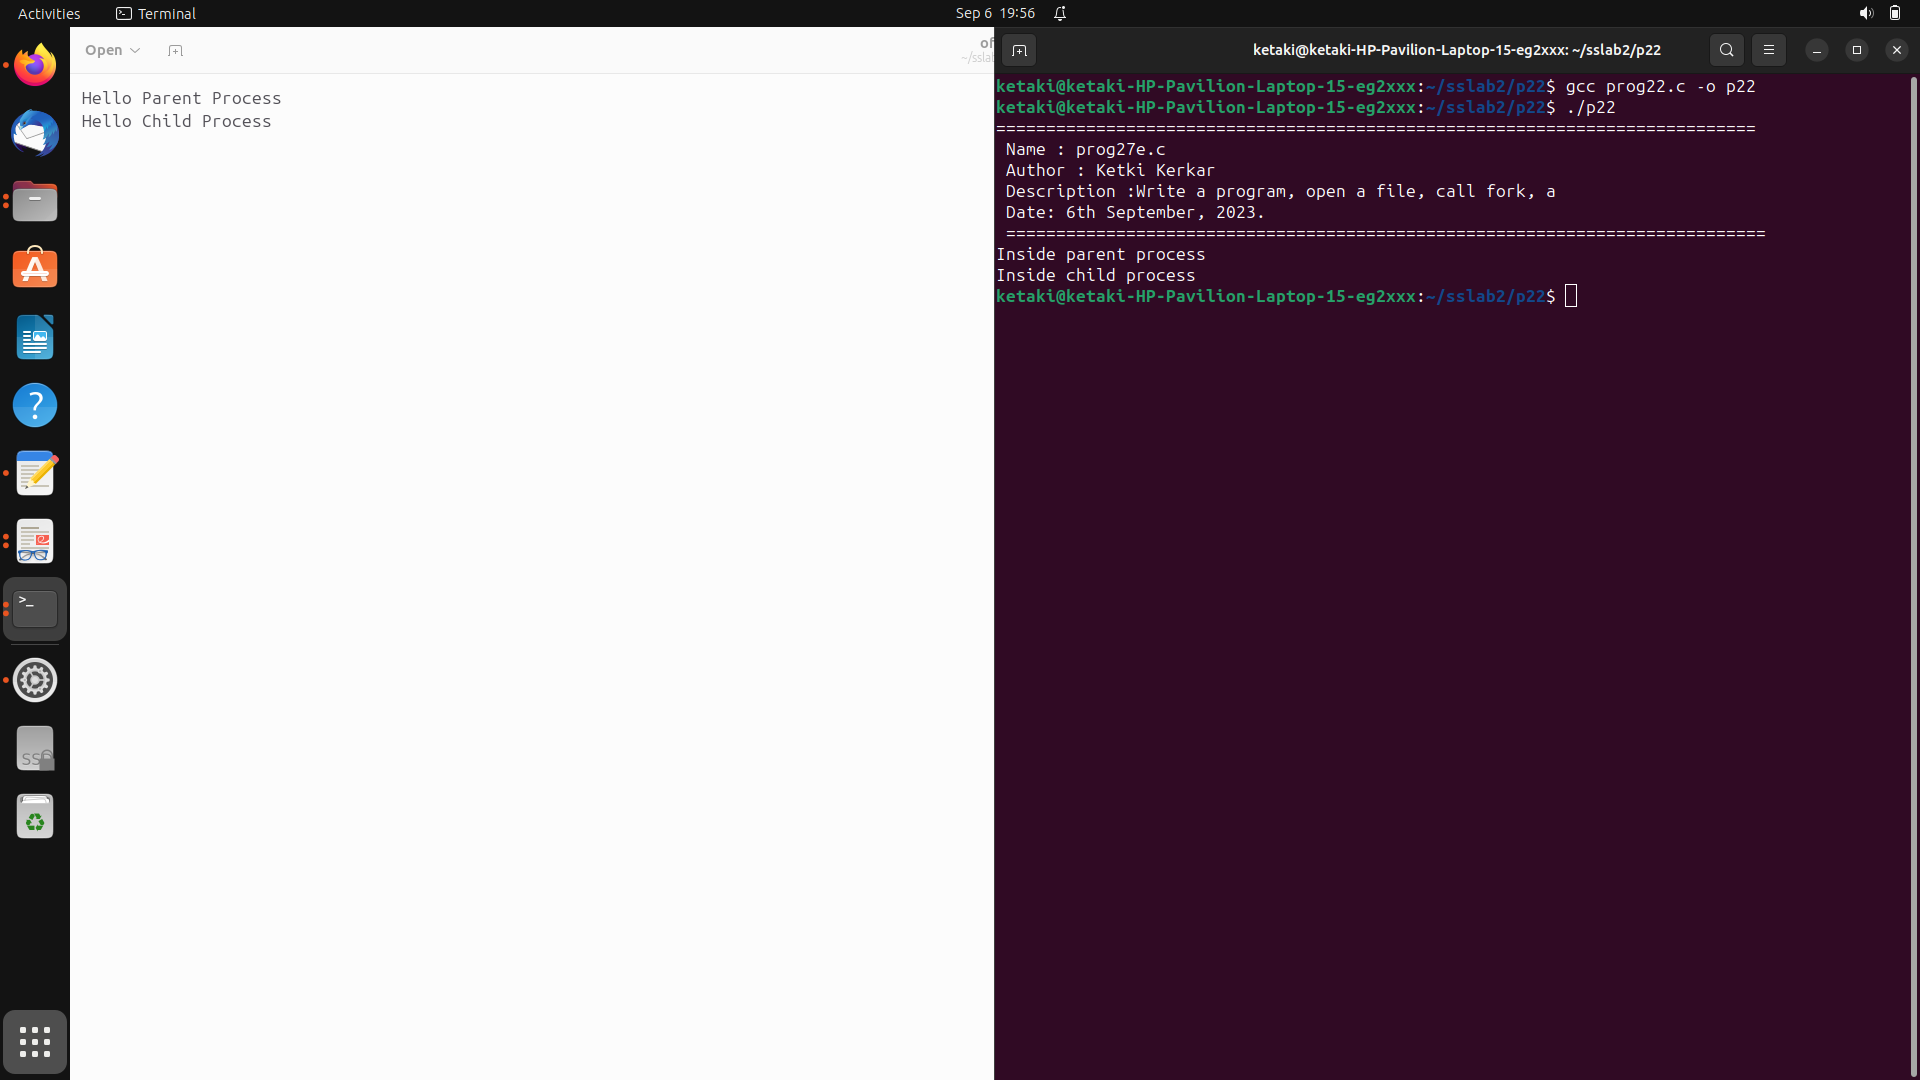 Activities Terminal Sep 6 19:56
Open
~/sslab
Hello Parent Process
Hello Child Process
ketaki@ketaki-HP-Pavilion-Laptop-15-eg2xxx: ~/sslab2/p22
ketaki@ketaki-HP-Pavilion-Laptop-15-eg2xxx:~/sslab2/p22$ gcc prog22.c -o p22
ketaki@ketaki-HP-Pavilion-Laptop-15-eg2xxx:~/sslab2/p22$ ./p22
============================================================================
Name : prog27e.c
Author : Ketki Kerkar
Description :Write a program, open a file, call fork, a
Date: 6th September, 2023.
============================================================================
Inside parent process
Inside child process
ketaki@ketaki-HP-Pavilion-Laptop-15-eg2xxx:~/sslab2/p22$